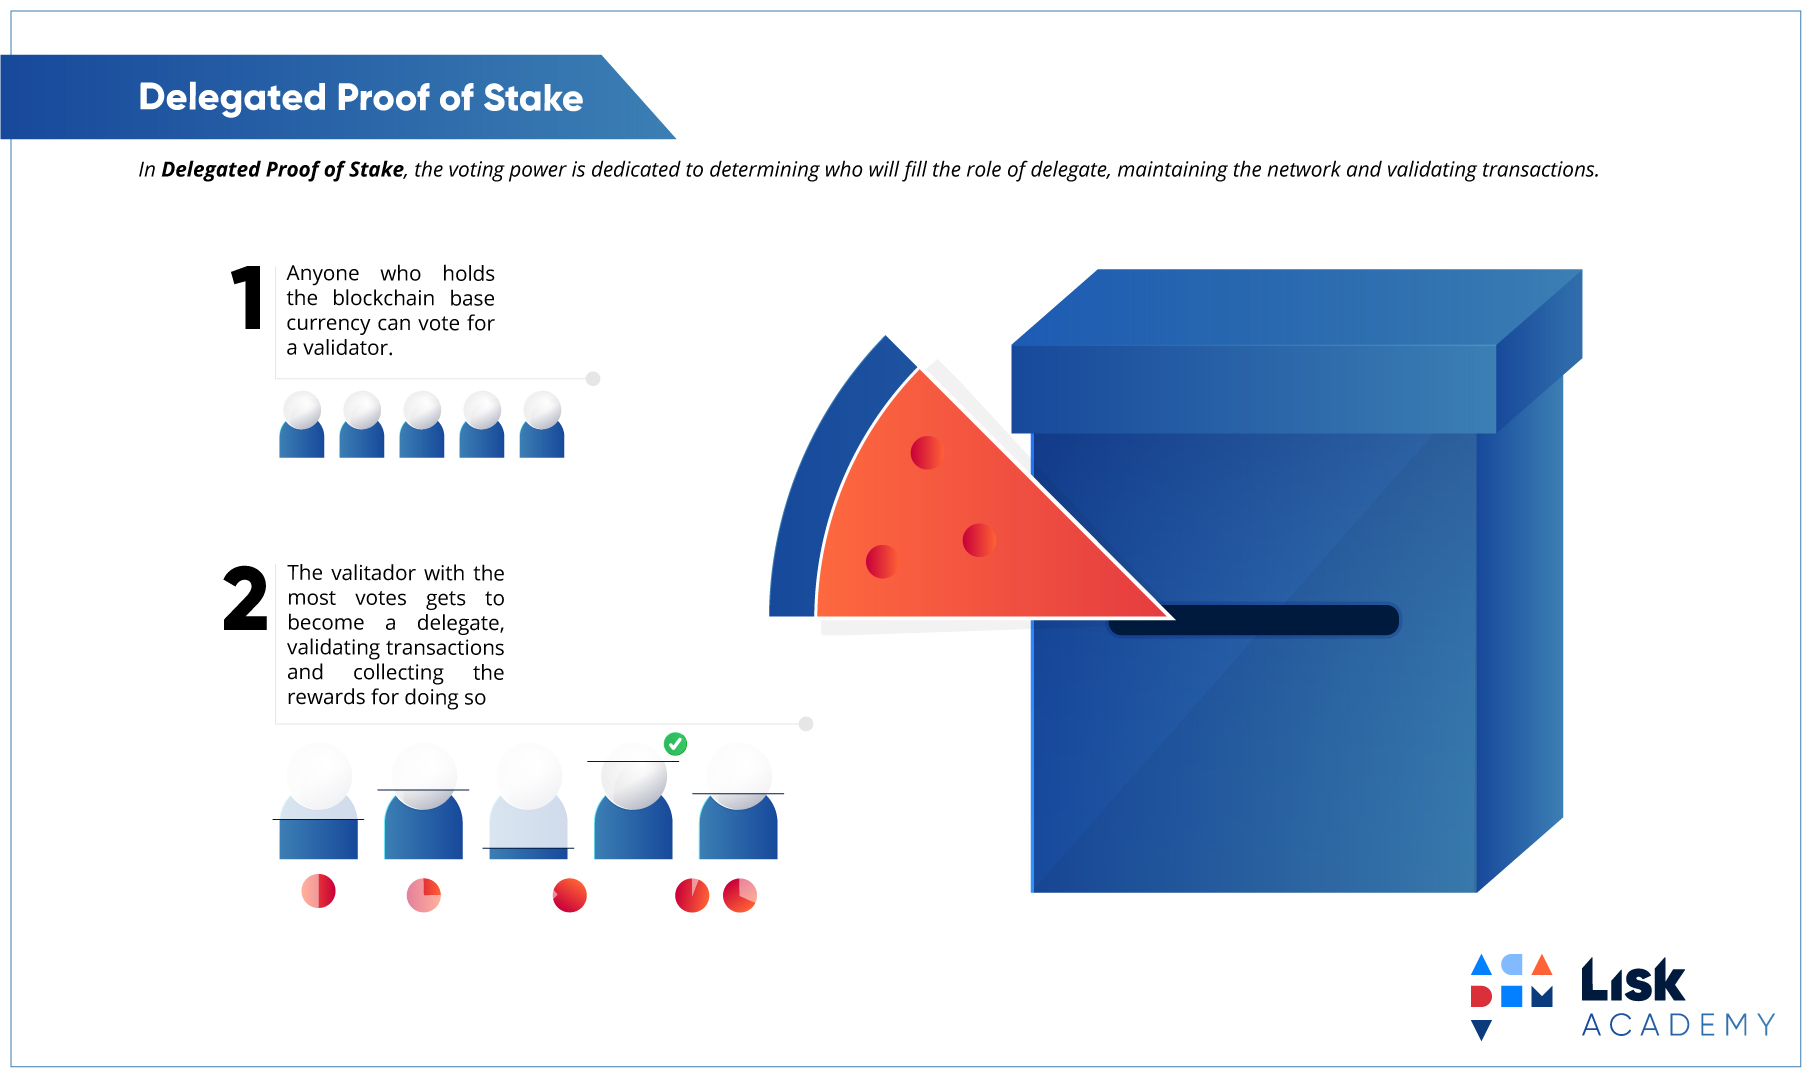 Delegated Proof of Stake
In Delegated Proof of Stake, the voting power is dedicated to determining who will fill the role of delegate, maintaining the network and validating transactions.
1
Anyone who holds
the blockchain base
currency can vote for
a validator.
2
The valitador with the
most votes gets to
become a delegate,
validating transactions
and collecting the
rewards for doing so
Lisk
ACADEMY